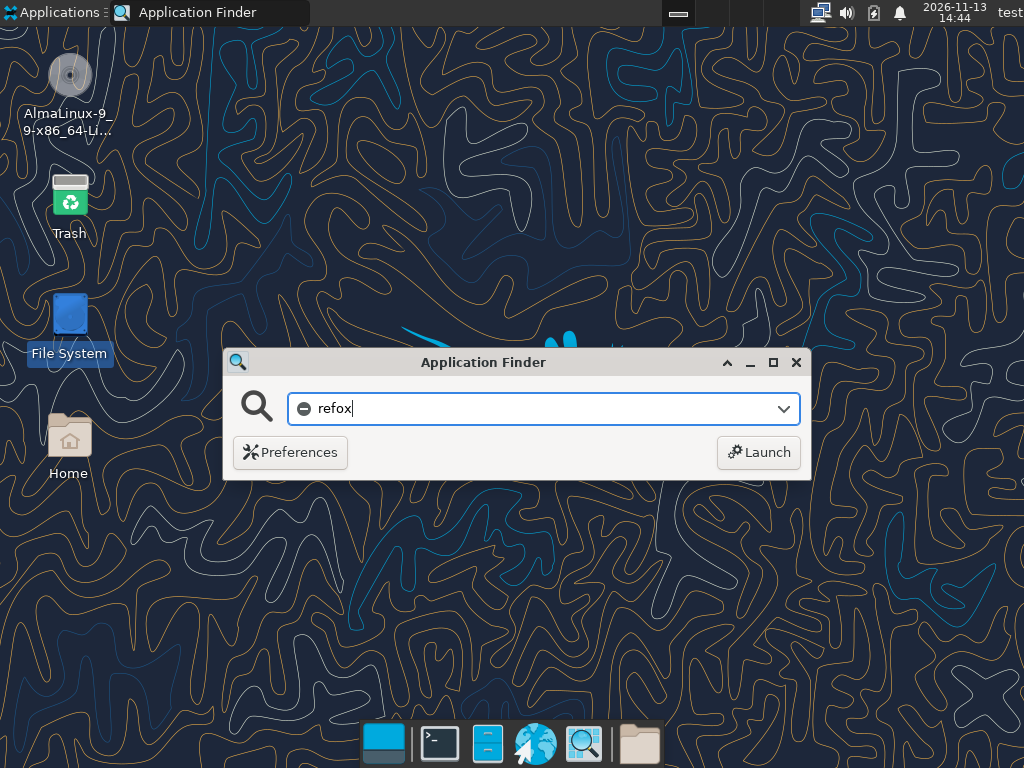 Applications
Application Finder
2026-11-13
14:44
test
AlmaLinux-9_
9-x86_64-Li...
Trash
File System
Home
Application Finder
refox
Preferences
Launch